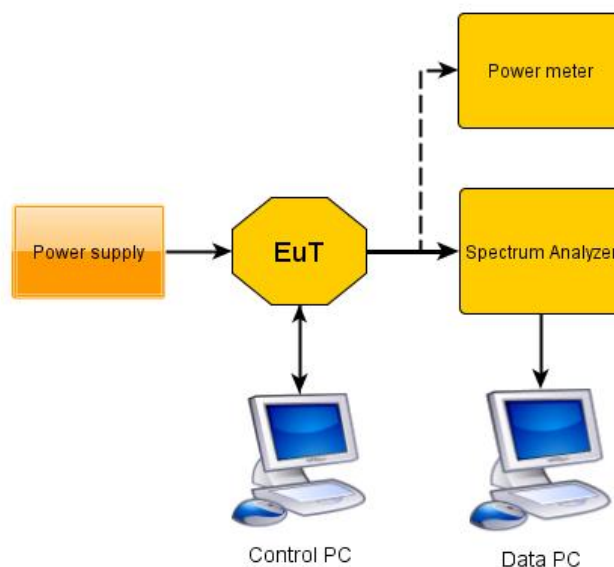 Power meter
Power supply
EuT
Spectrum Analyzer
Control PC
Data PC